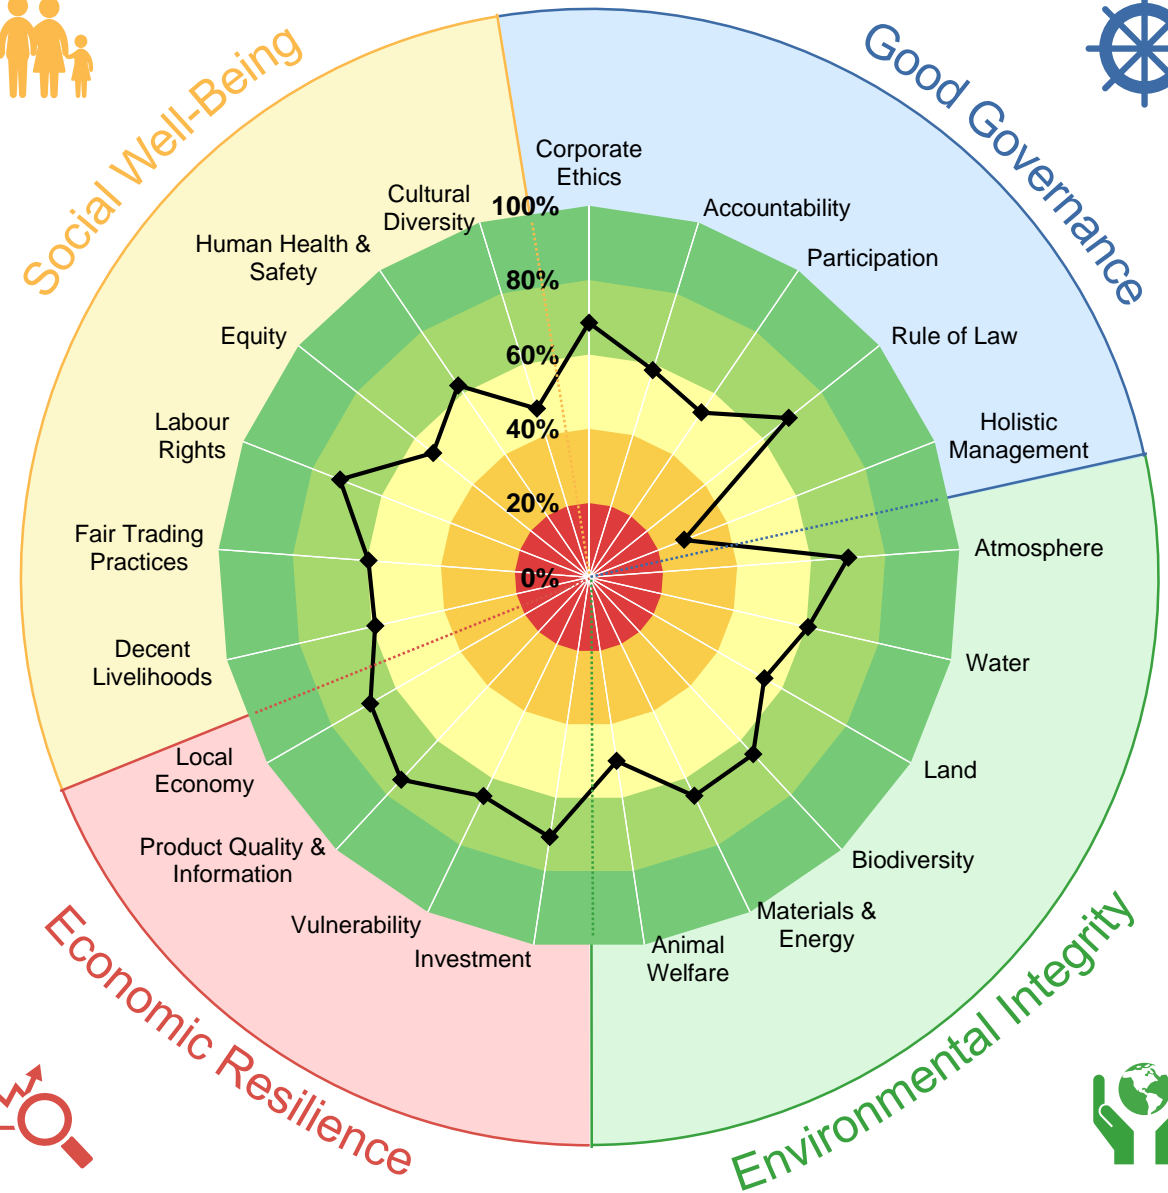 Social Well-Being
Good Governance
Corporate
Ethics
Cultural
Diversity
100%
Accountability
Human Health &
Safety
Participation
80%
Equity
Rule of Law
60%
Labour
Rights
40%
Holistic
Management
20%
Fair Trading
Practices
Atmosphere
0%
Decent
Livelihoods
Water
Local
Economy
Land
Product Quality &
Information
Biodiversity
Vulnerability
Materials &
Energy
Investment
Animal
Welfare
Economic Resilience
Environmental Integrity